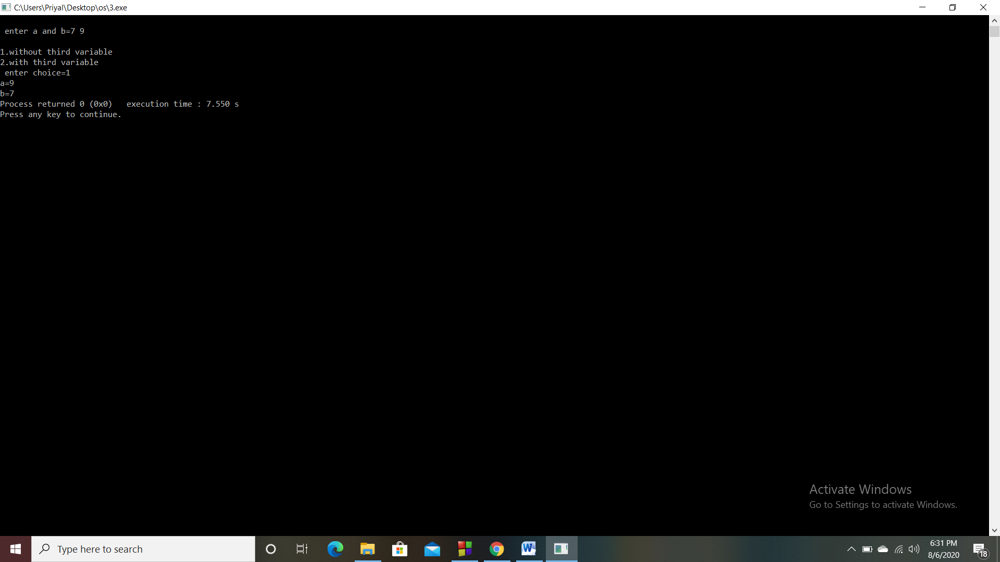 C:\Users\Priyal\Desktop\os\3.exe
enter a and b=7 9
1.without third variable
2.with third variable
enter choice=1
a=9
b=7
Process returned 0 (0x0)   execution time : 7.550 s
Press any key to continue.
Activate Windows
Go to Settings to activate Windows.
Type here to search
W
6:31 PM
8/6/2020
18